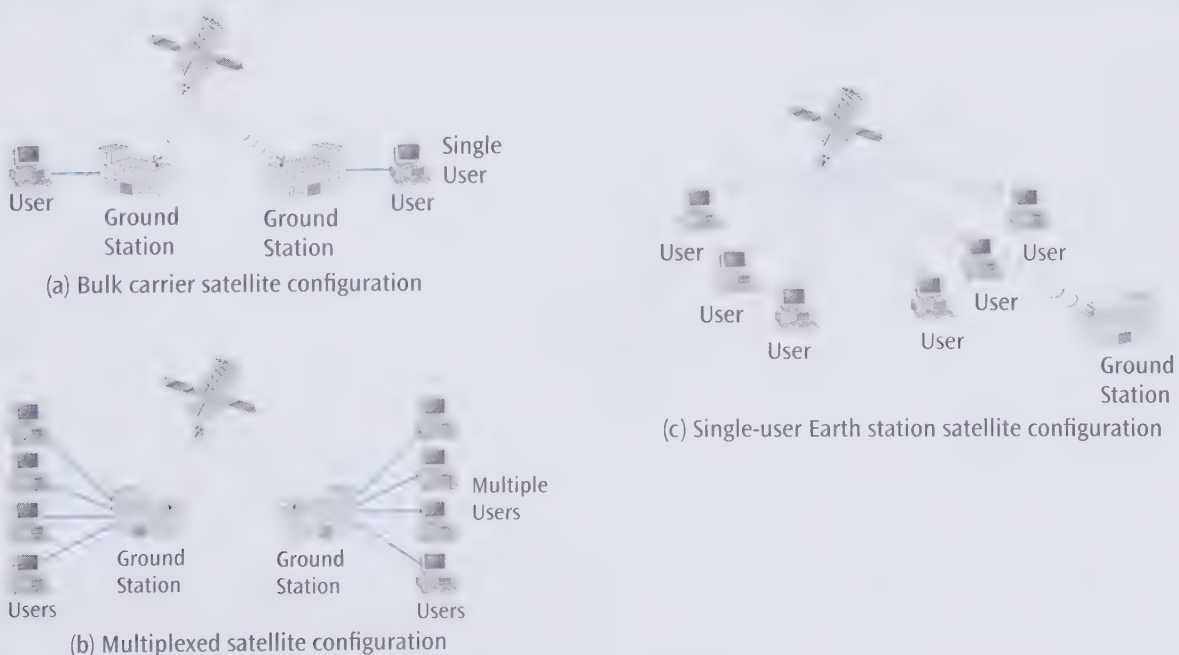 Single
User
User
User
Ground
Station
Ground
Station
(a) Bulk carrier satellite configuration
Multiple
Users
Ground
Station
Ground
Station
Users
Users
(b) Multiplexed satellite configuration
User
User
User
User
User
User
Ground
Station
(c) Single-user Earth station satellite configuration